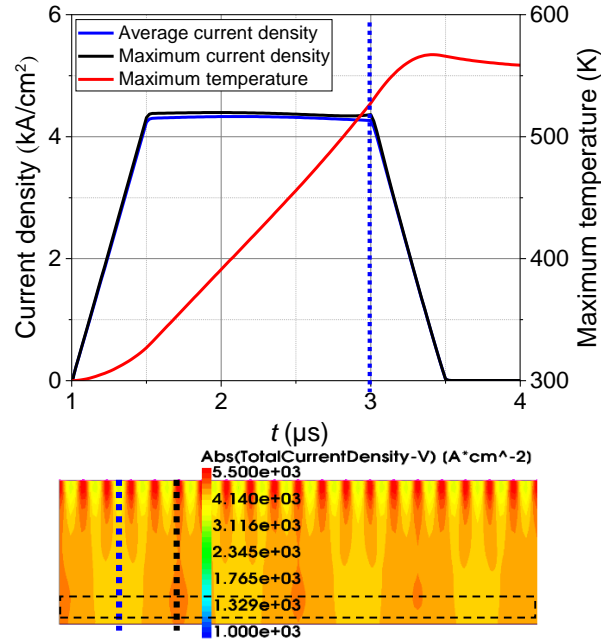 Average current density
Maximum current density
Maximum temperature
Current density (kA/cm²)
6
4
2
0
Maximum temperature (K)
600
500
400
300
1
2
3
4
t (μs)
Abs(TotalCurrentDensity-V) [A*cm^-2]
5.500e+03
4.140e+03
3.116e+03
2.345e+03
1.765e+03
1.329e+03
1.000e+03